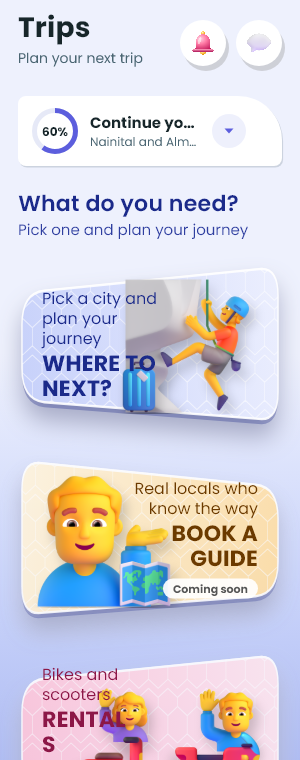 Trips
Plan your next trip
60%
Continue yo...
Nainital and Alm...
What do you need?
Pick one and plan your journey
Pick a city and
plan your
journey
WHERE TO
NEXT?
Real locals who
know the way
BOOK A
GUIDE
Coming soon
Bikes and
scooters
RENTAL
S